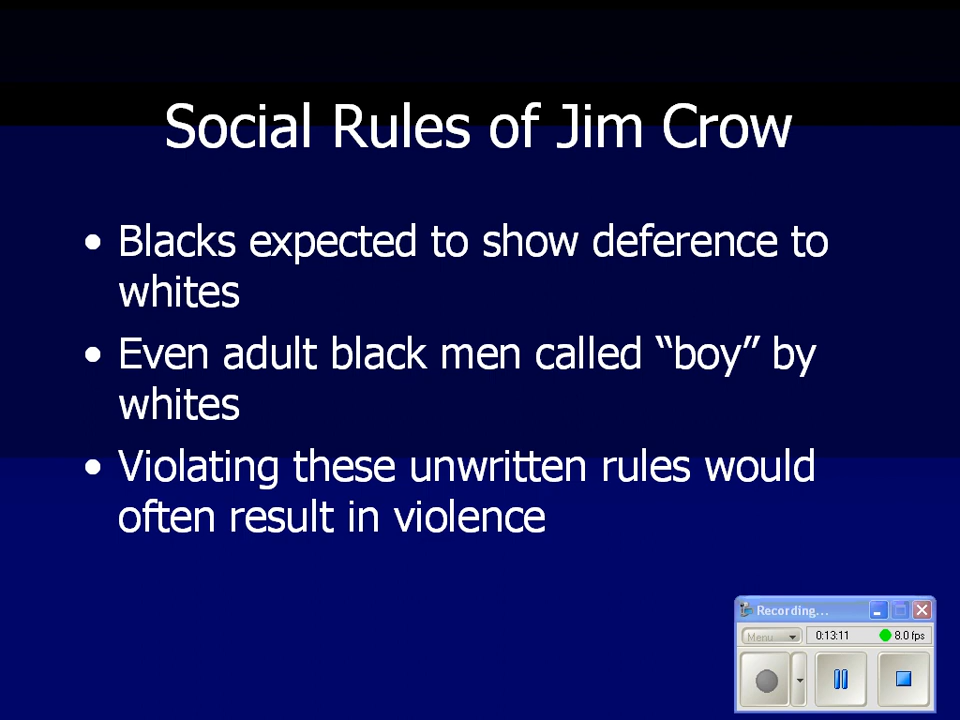 Social Rules of Jim Crow
• Blacks expected to show deference to
whites
• Even adult black men called “boy” by
whites
• Violating these unwritten rules would
often result in violence
Recording...
Menu 0:13:11 8.0 fps